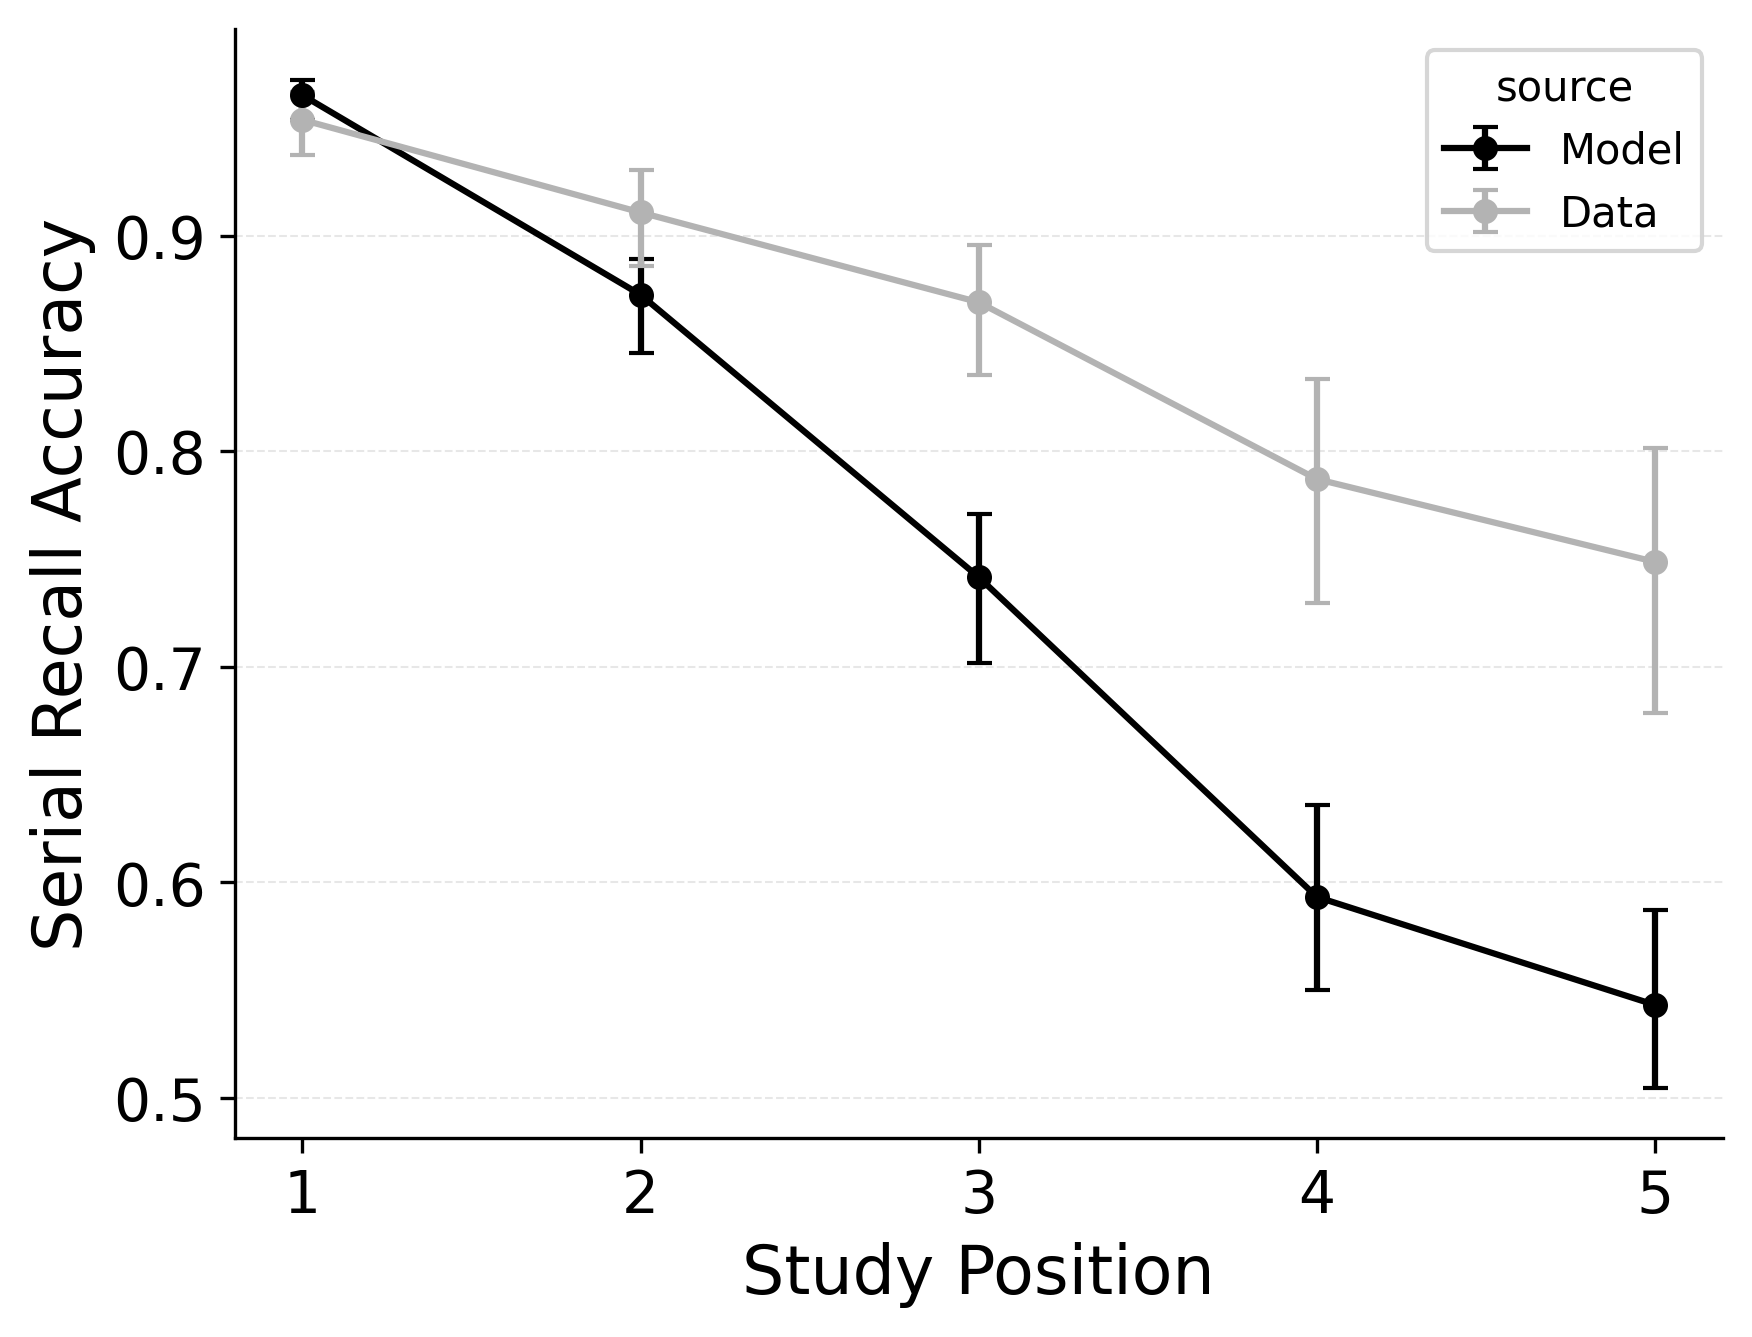 source
Model
Data
Serial Recall Accuracy
0.9
0.8
0.7
0.6
0.5
1 2 3 4 5
Study Position